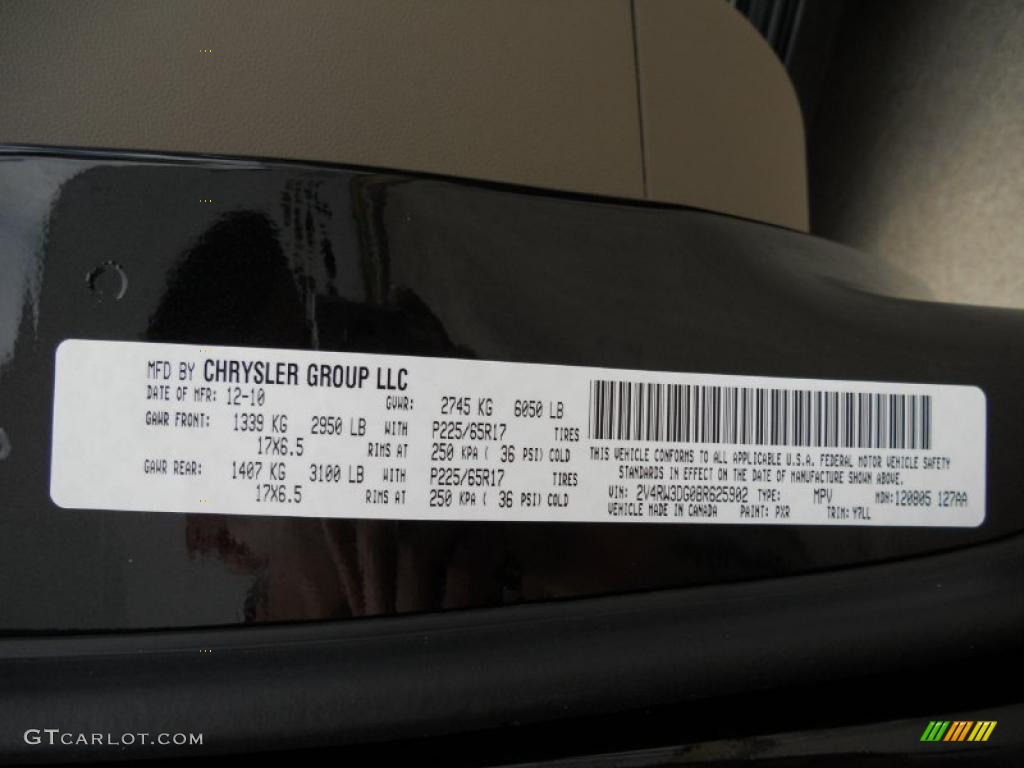 MFD BY CHRYSLER GROUP LLC
DATE OF MFR: 12-10 GVWR: 2745 KG 6050 LB
GAWR FRONT: 1339 KG 2950 LB WITH P225/65R17 TIRES
17X6.5 RIMS AT 250 KPA ( 36 PSI) COLD
GAWR REAR: 1407 KG 3100 LB WITH P225/65R17 TIRES
17X6.5 RIMS AT 250 KPA ( 36 PSI) COLD
THIS VEHICLE CONFORMS TO ALL APPLICABLE U.S.A. FEDERAL MOTOR VEHICLE SAFETY
STANDARDS IN EFFECT ON THE DATE OF MANUFACTURE SHOWN ABOVE.
VIN: 2V4RW3DG0BR625302 TYPE: MPV MDH:120805 127AA
VEHICLE MADE IN CANADA PAINT: PXR TRIM: Y7LL
GTCARLOT.COM